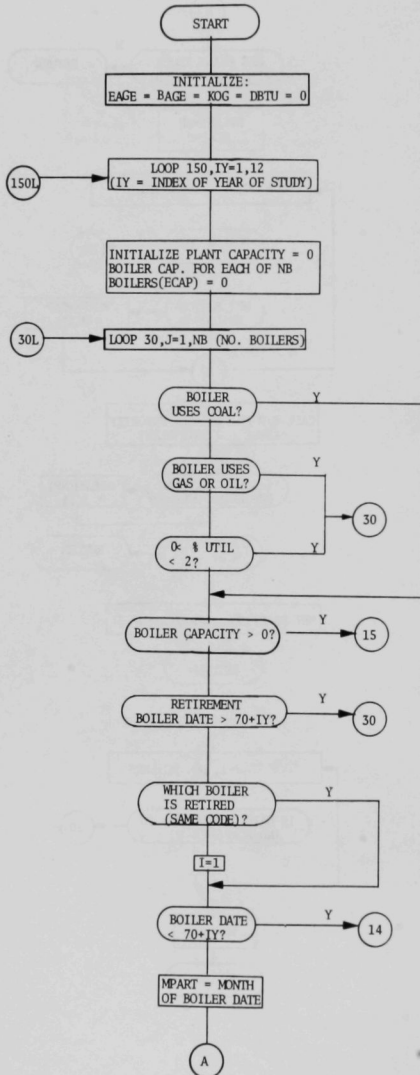 START
INITIALIZE:
EAGE = BAGE = KOG = DBTU = 0
150L
LOOP 150,IY=1,12
(IY = INDEX OF YEAR OF STUDY)
INITIALIZE PLANT CAPACITY = 0
BOILER CAP. FOR EACH OF NB
BOILERS(ECAP) = 0
30L
LOOP 30,J=1,NB (NO. BOILERS)
BOILER
USES COAL?
Y
BOILER USES
GAS OR OIL?
Y
30
0< % UTIL
< 2?
Y
BOILER CAPACITY > 0?
Y
15
RETIREMENT
BOILER DATE > 70+IY?
Y
30
WHICH BOILER
IS RETIRED
(SAME CODE)?
Y
I=1
BOILER DATE
< 70+IY?
Y
14
MPART = MONTH
OF BOILER DATE
A